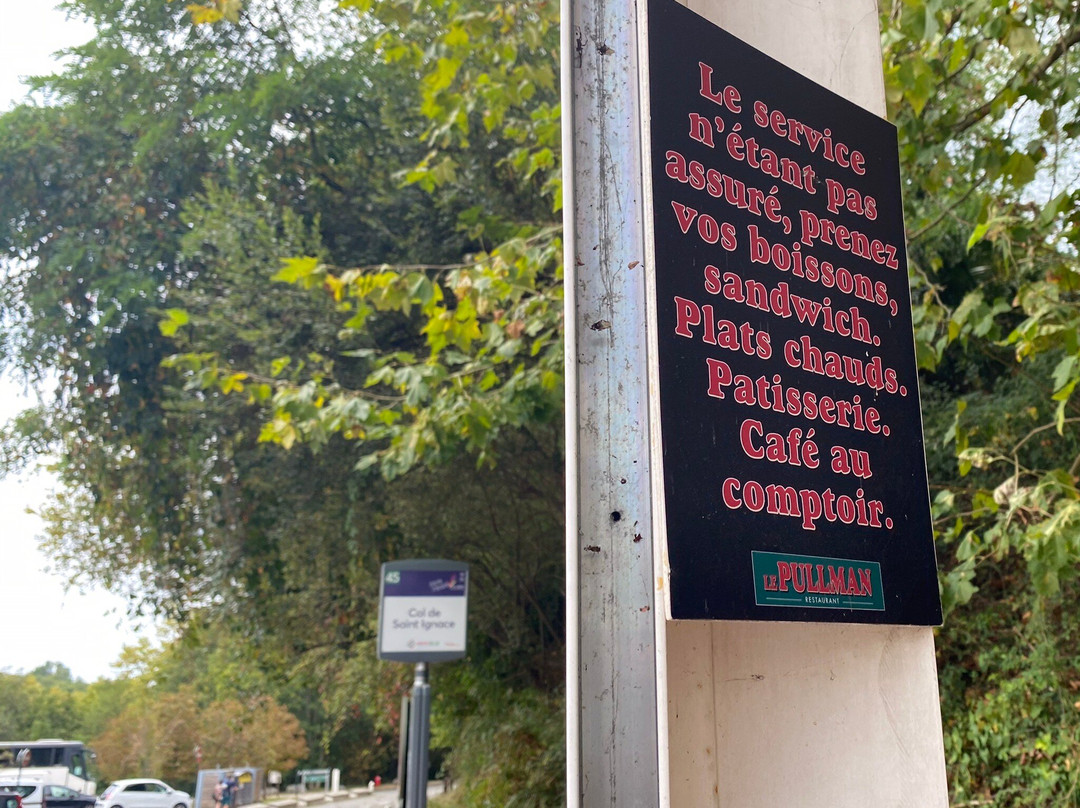 Le service
n'étant pas
assuré, prenez
vos boissons,
sandwich.
Plats chauds.
Patisserie.
Café au
comptoir.
LE PULLMAN
RESTAURANT
45
Col de
Saint Ignace